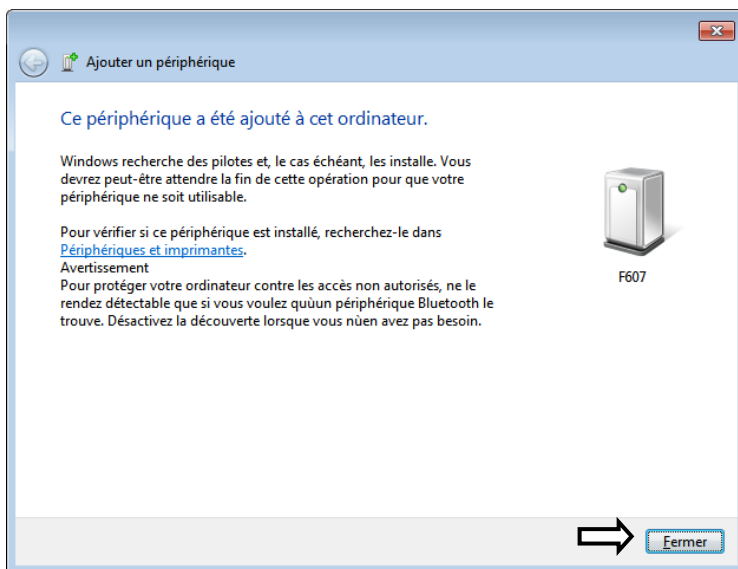 Ajouter un périphérique
Ce périphérique a été ajouté à cet ordinateur.
Windows recherche des pilotes et, le cas échéant, les installe. Vous
devrez peut-être attendre la fin de cette opération pour que votre
périphérique ne soit utilisable.
Pour vérifier si ce périphérique est installé, recherchez-le dans
Périphériques et imprimantes.
Avertissement
Pour protéger votre ordinateur contre les accès non autorisés, ne le
rendez détectable que si vous voulez quùun périphérique Bluetooth le
trouve. Désactivez la découverte lorsque vous nùen avez pas besoin.
F607
Fermer